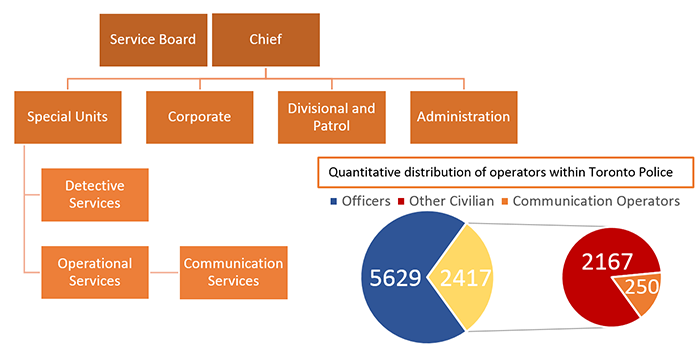 Service Board
Chief
Special Units
Corporate
Divisional and
Patrol
Administration
Detective
Services
Operational
Services
Communication
Services
Quantitative distribution of operators within Toronto Police
Officers
Other Civilian
Communication Operators
5629
2417
2167
250